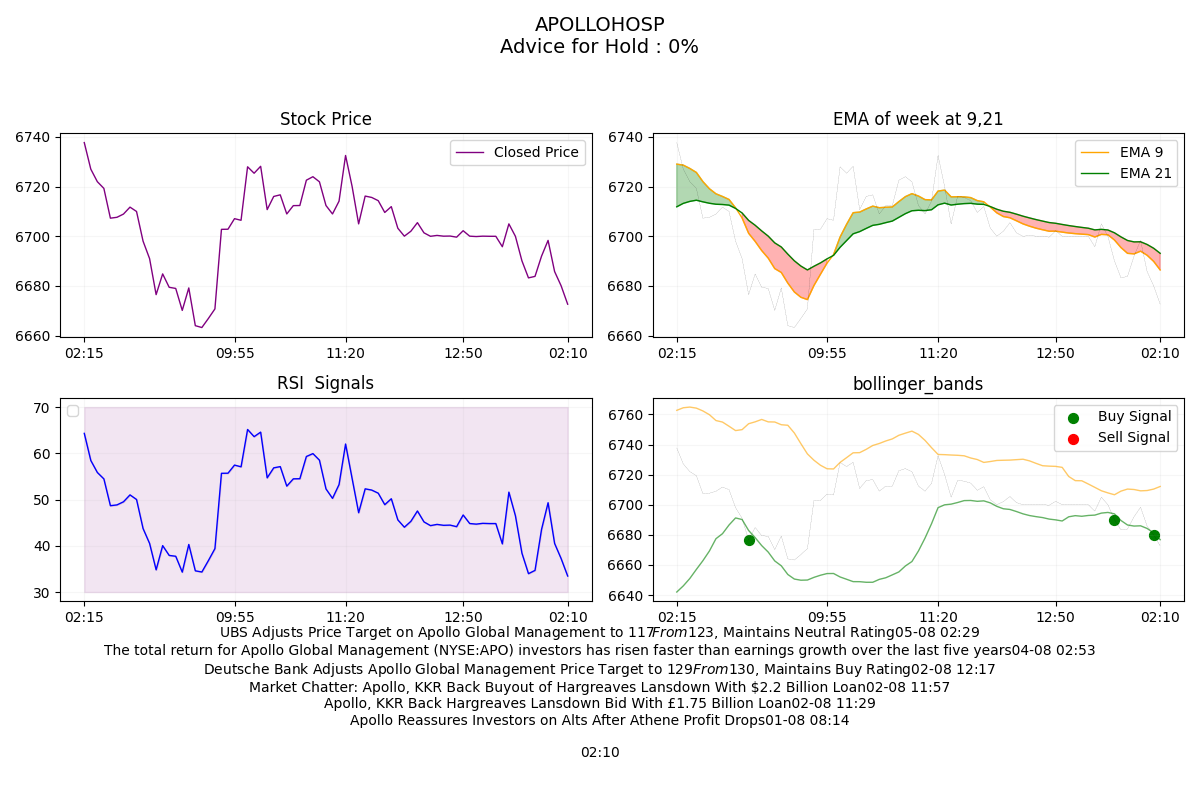 APOLLOHOSP
Advice for Hold : 0%
Stock Price
6740
6720
6700
6680
6660
Closed Price
02:15 09:55 11:20 12:50 02:10
EMA of week at 9,21
6740
6720
6700
6680
6660
EMA 9
EMA 21
02:15 09:55 11:20 12:50 02:10
RSI  Signals
70
60
50
40
30
02:15 09:55 11:20 12:50 02:10
bollinger_bands
6760
6740
6720
6700
6680
6660
6640
Buy Signal
Sell Signal
02:15 09:55 11:20 12:50 02:10
UBS Adjusts Price Target on Apollo Global Management to 117From123, Maintains Neutral Rating05-08 02:29
The total return for Apollo Global Management (NYSE:APO) investors has risen faster than earnings growth over the last five years04-08 02:53
Deutsche Bank Adjusts Apollo Global Management Price Target to 129From130, Maintains Buy Rating02-08 12:17
Market Chatter: Apollo, KKR Back Buyout of Hargreaves Lansdown With $2.2 Billion Loan02-08 11:57
Apollo, KKR Back Hargreaves Lansdown Bid With £1.75 Billion Loan02-08 11:29
Apollo Reassures Investors on Alts After Athene Profit Drops01-08 08:14
02:10